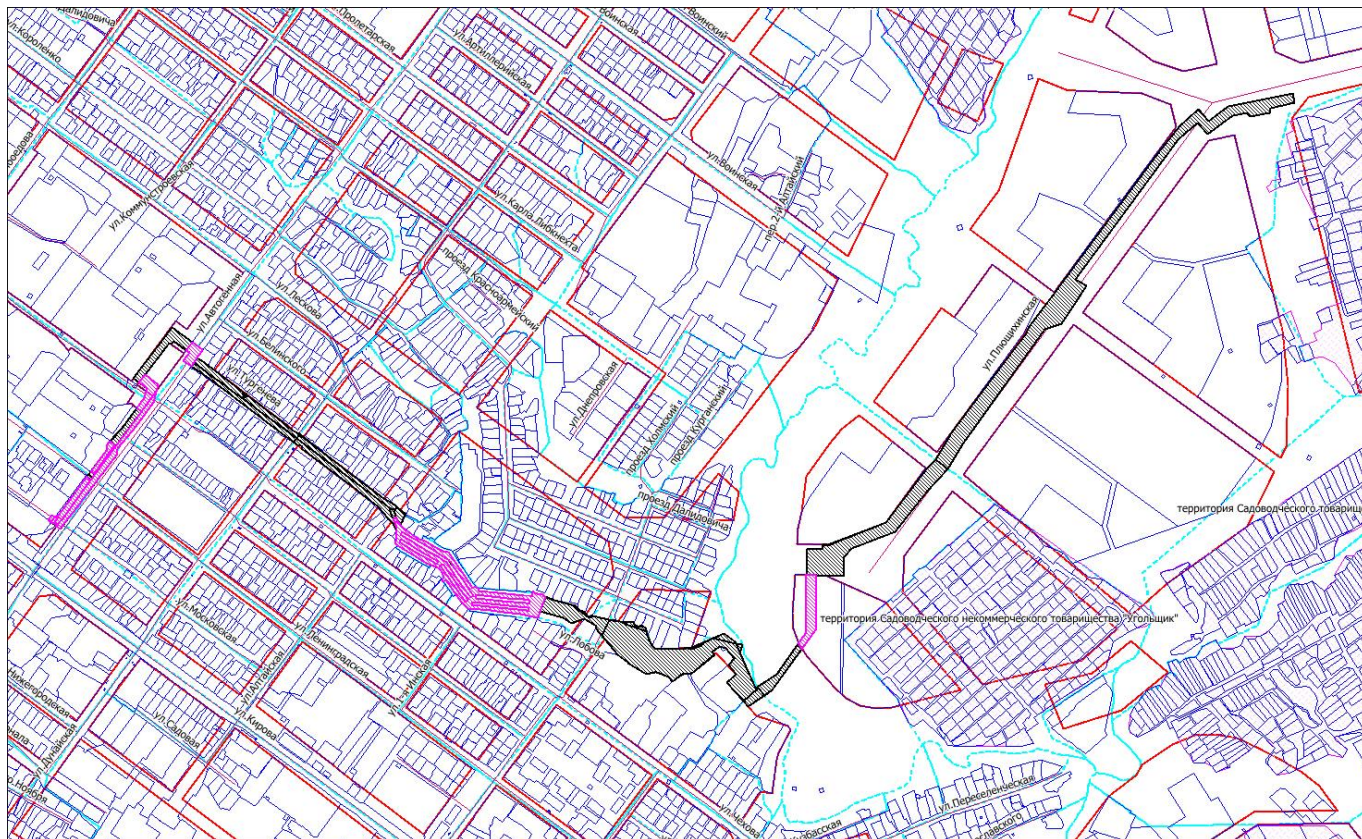 ул.Пролетарская
ул.Короленко
ул.Артиллерийская
ул.Коммунстроевская
ул.Воинская
пер.2-й Алтайский
ул.Карла Либкнехта
проезд Красноармейский
ул.Автогенная
ул.Лескова
ул.Белинского
ул.Тургенева
ул.Днепровская
проезд Холмский
проезд Курганский
проезд Далидовича
ул.Плющихинская
территория Садоводческого товарищ
территория Садоводческого некоммерческого товарищества "Угольщик"
ул.Лобова
ул.Московская
ул.Ленинградская
ул.Алтайская
ул.Кирова
ул.Садовая
Нижегородская
ул.Дунайская
ул.Чехова
ул.Переселенческая